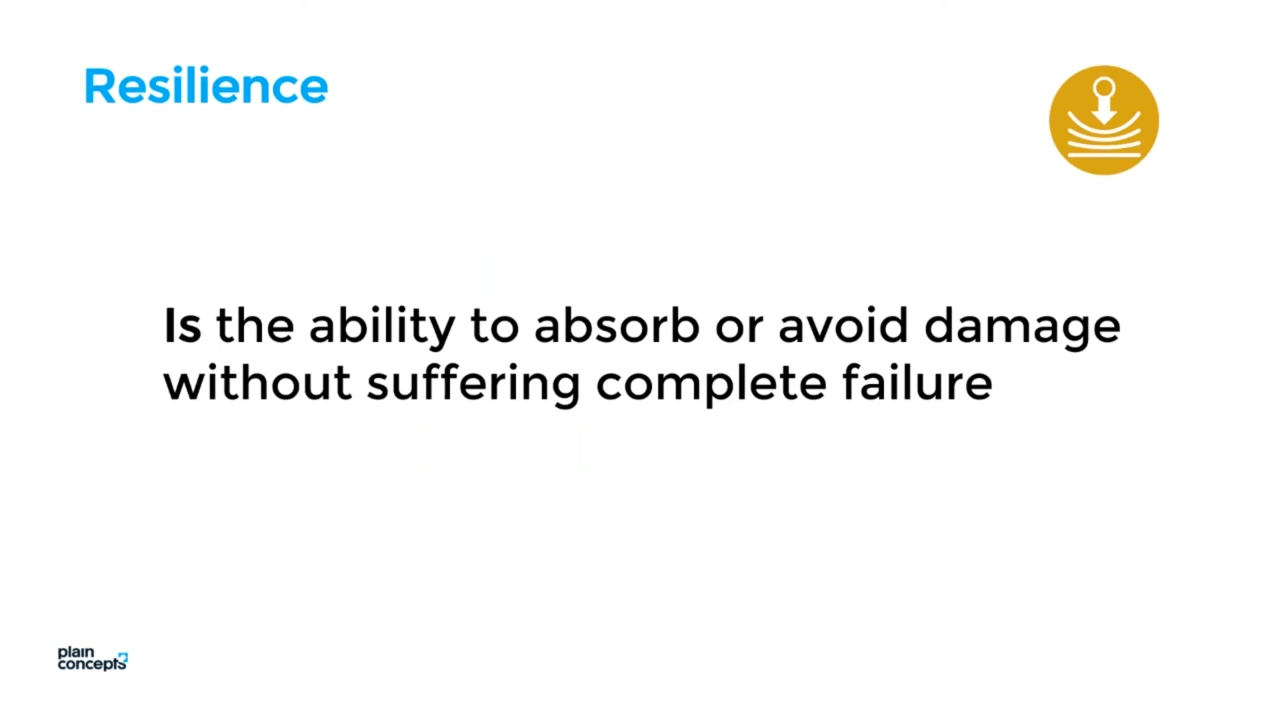 Resilience
Is the ability to absorb or avoid damage
without suffering complete failure
plain
concepts